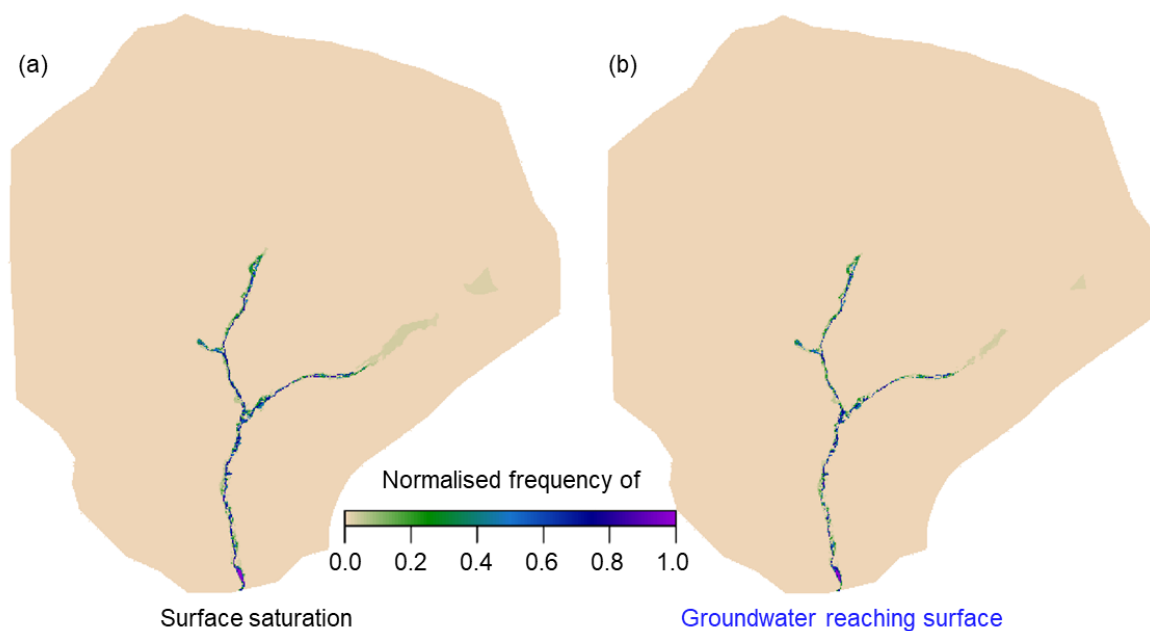 (a)
(b)
Normalised frequency of
0.0 0.2 0.4 0.6 0.8 1.0
Surface saturation
Groundwater reaching surface